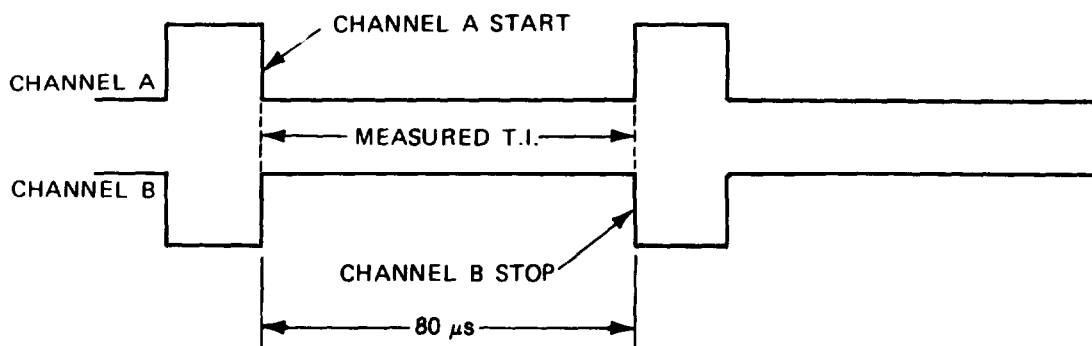 CHANNEL A START
CHANNEL A
MEASURED T.I.
CHANNEL B
CHANNEL B STOP
80 μs